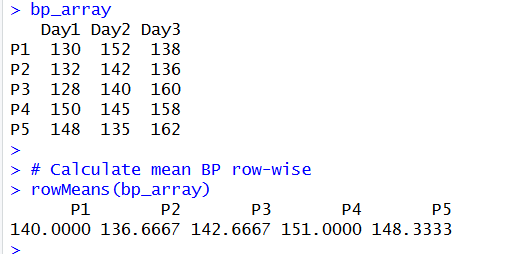 > bp_array
   Day1 Day2 Day3
P1  130  152  138
P2  132  142  136
P3  128  140  160
P4  150  145  158
P5  148  135  162
>
> # Calculate mean BP row-wise
> rowMeans(bp_array)
      P1       P2       P3       P4       P5
140.0000 136.6667 142.6667 151.0000 148.3333
>